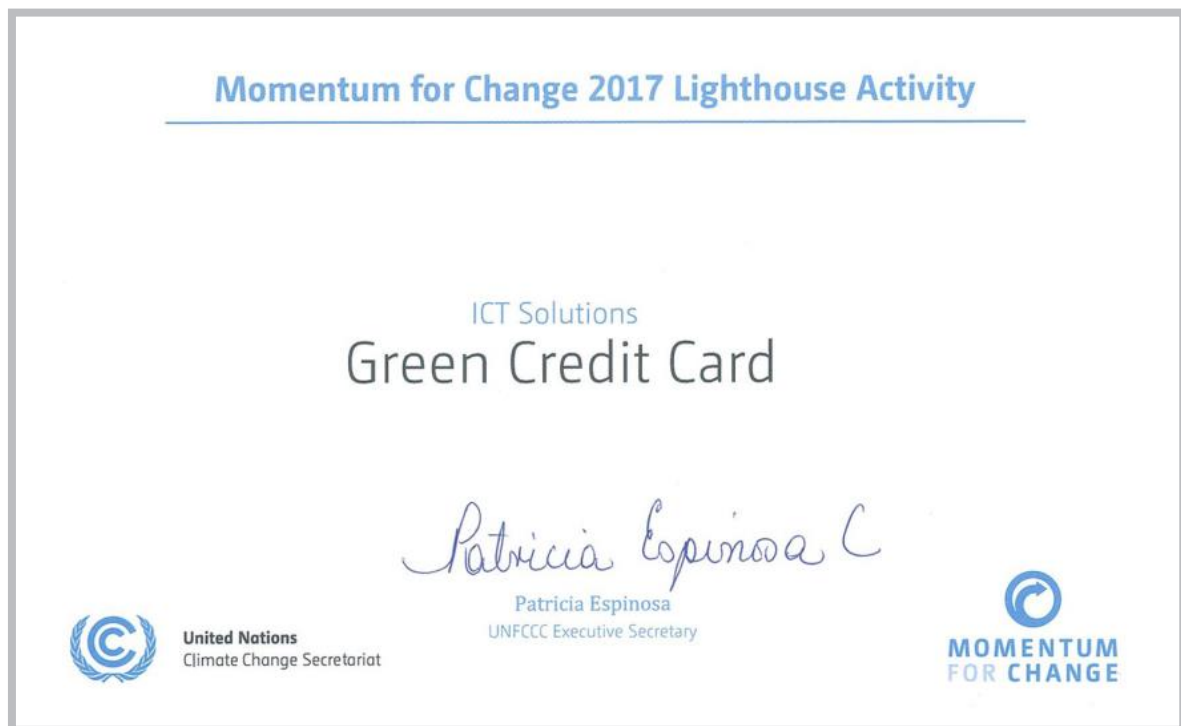 Momentum for Change 2017 Lighthouse Activity
ICT Solutions
Green Credit Card
Patricia Espinosa C
Patricia Espinosa
UNFCCC Executive Secretary
United Nations
Climate Change Secretariat
MOMENTUM
FOR CHANGE